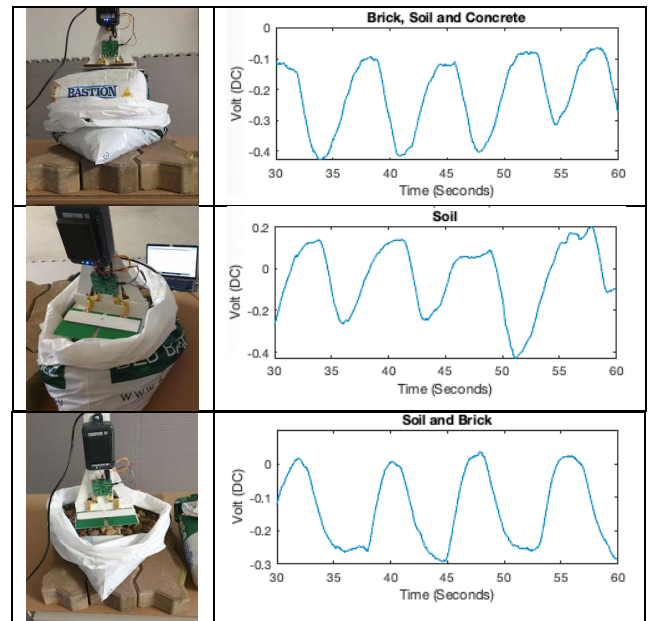 BASTION
Brick, Soil and Concrete
0
-0.1
-0.2
-0.3
-0.4
Volt (DC)
30 35 40 45 50 55 60
Time (Seconds)
Soil
0.2
0
-0.2
-0.4
Volt (DC)
30 35 40 45 50 55 60
Time (Seconds)
Soil and Brick
0
-0.1
-0.2
-0.3
Volt (DC)
30 35 40 45 50 55 60
Time (Seconds)